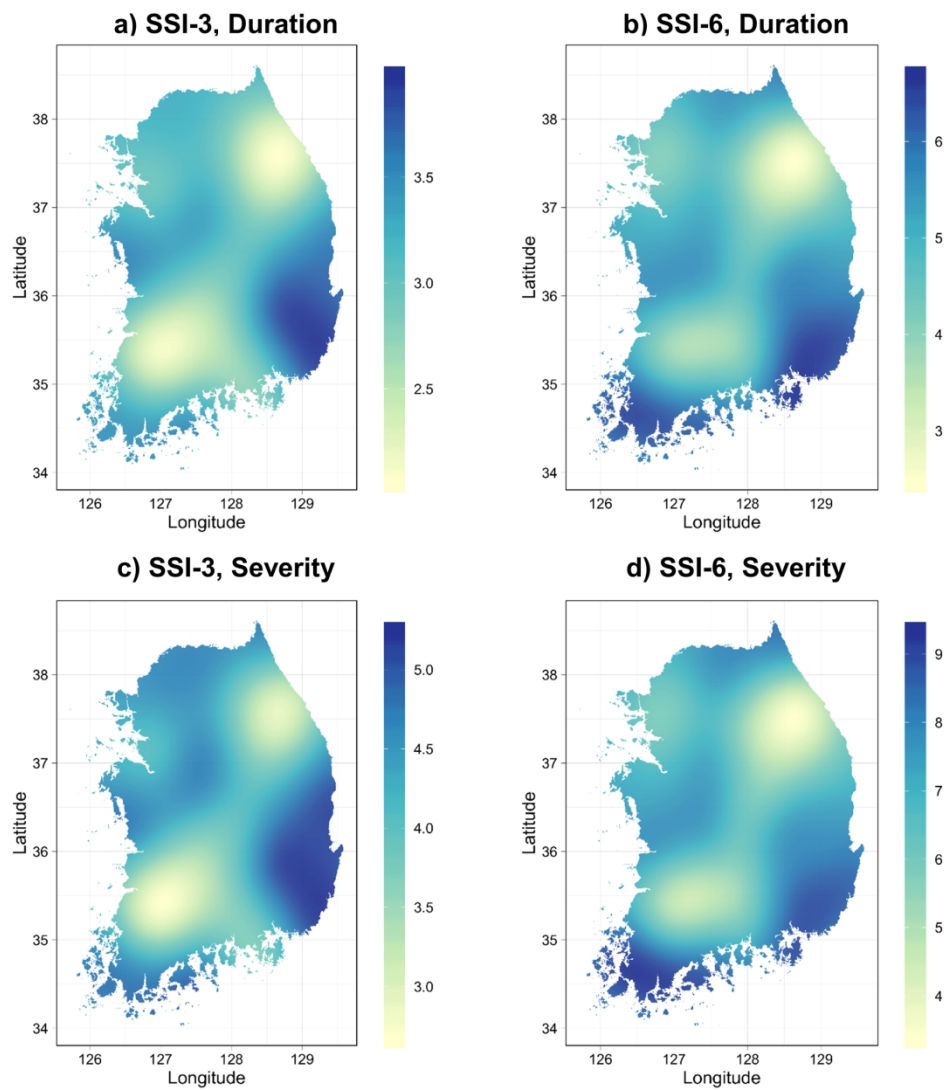 a) SSI-3, Duration
38
37
36
35
34
Latitude
126 127 128 129
Longitude
3.5
3.0
2.5
b) SSI-6, Duration
38
37
36
35
34
Latitude
126 127 128 129
Longitude
6
5
4
3
c) SSI-3, Severity
38
37
36
35
34
Latitude
126 127 128 129
Longitude
5.0
4.5
4.0
3.5
3.0
d) SSI-6, Severity
38
37
36
35
34
Latitude
126 127 128 129
Longitude
9
8
7
6
5
4